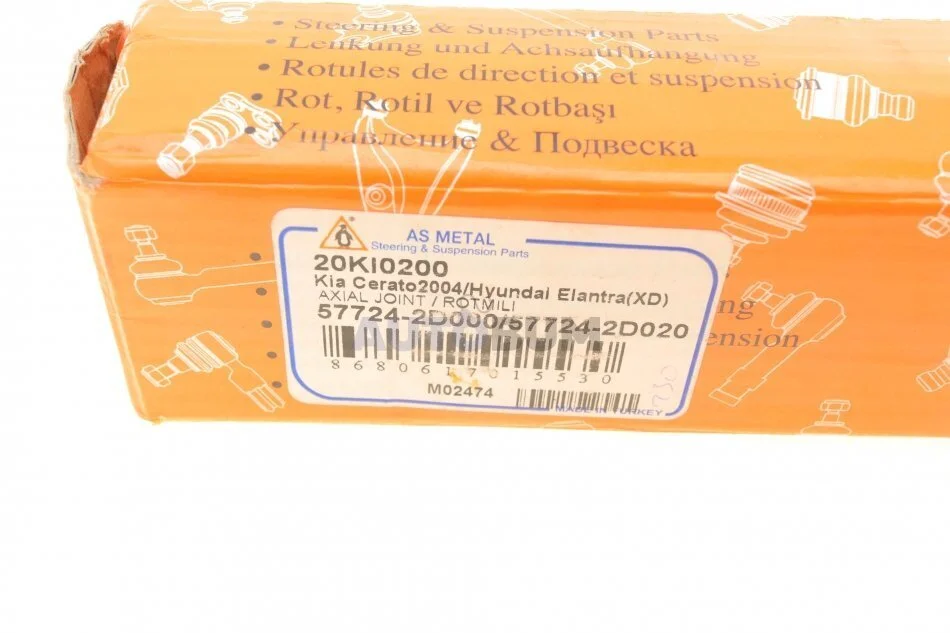 • Steering & Suspension Parts
• Lenkung und Achsaufhangung
• Rotules de direction et suspension
• Rot, Rotil ve Rotbaşı
• Управление & Подвеска
AS METAL
Steering & Suspension Parts
20KI0200
Kia Cerato2004/Hyundai Elantra(XD)
AXIAL JOINT / ROTMILI
57724-2D000/57724-2D020
8680617015530
M02474
MADE IN TURKEY
ng
ension